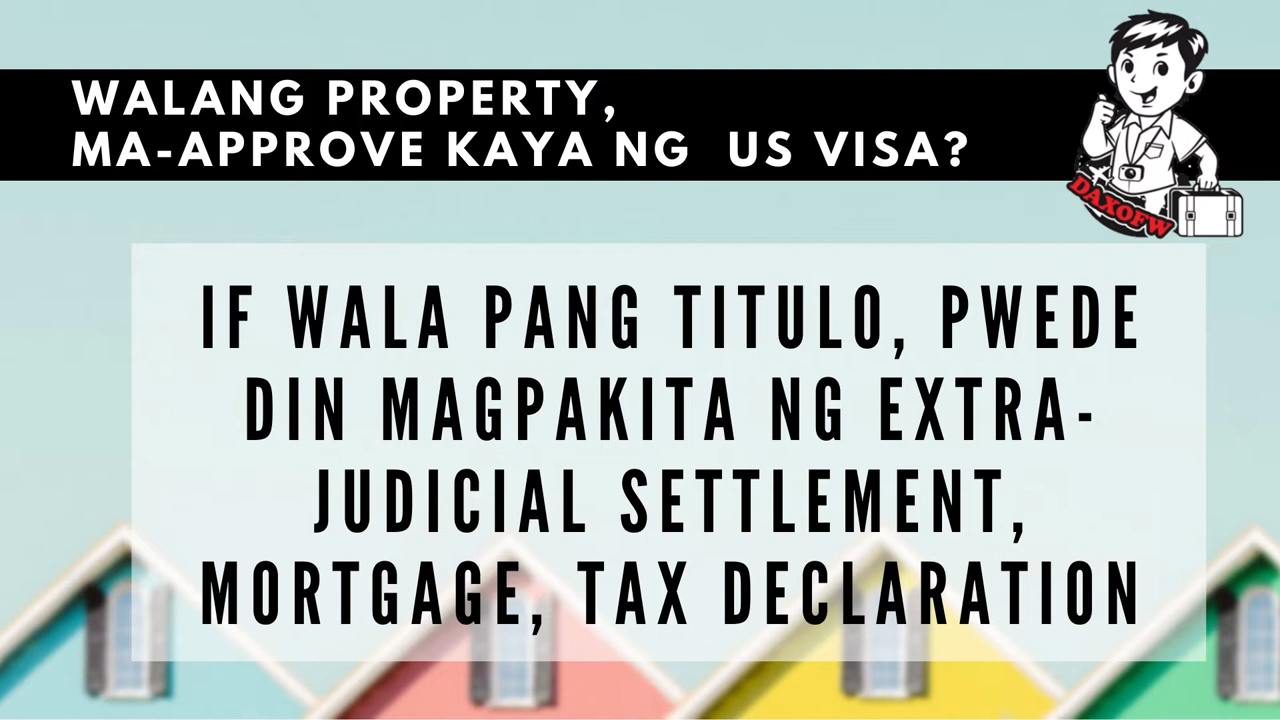 WALANG PROPERTY,
MA-APPROVE KAYA NG US VISA?
DAXOFW
IF WALA PANG TITULO, PWEDE
DIN MAGPAKITA NG EXTRA-
JUDICIAL SETTLEMENT,
MORTGAGE, TAX DECLARATION